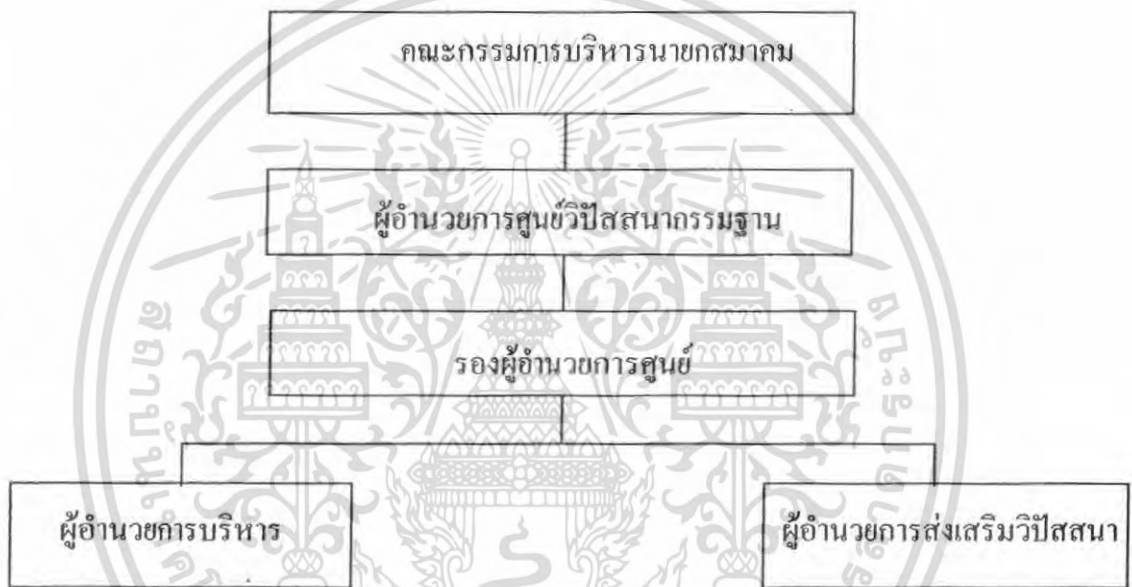 คณะกรรมการบริหารนายกสมาคม
ผู้อำนวยการศูนย์วิปัสสนากรรมฐาน
รองผู้อำนวยการศูนย์
ผู้อำนวยการบริหาร
ผู้อำนวยการส่งเสริมวิปัสสนา